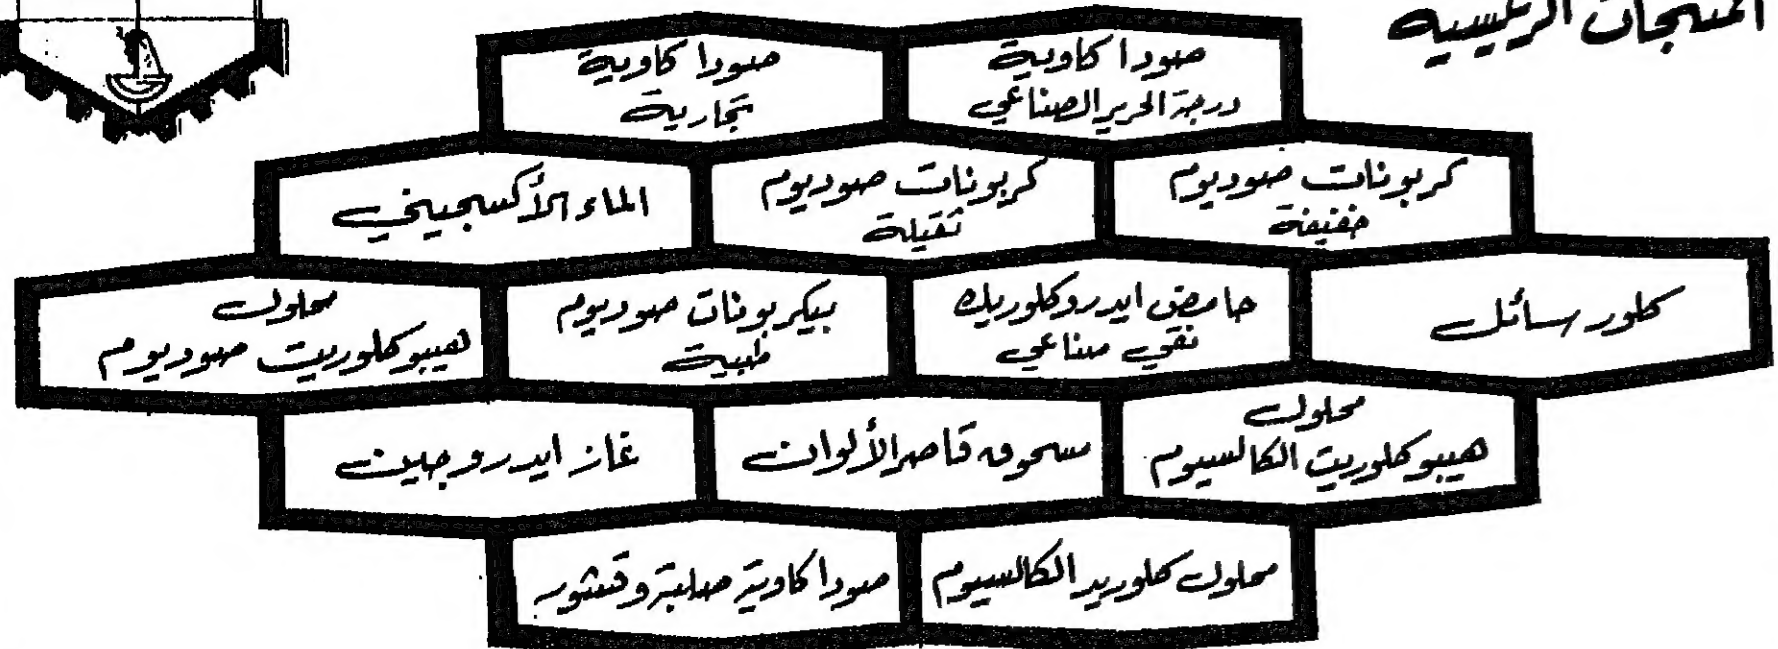 المنتجات الرئيسية
صودا كاوية
درجة الحرير الصناعي
صودا كاوية
تجارية
كربونات صوديوم
خفيفة
كربونات صوديوم
ثقيلة
الماء الأكسجيني
كلور سائل
حامض ايدروكلوريك
نقي صناعي
بيكربونات صوديوم
طبية
محلول
هيبوكلوريت صوديوم
محلول
هيبوكلوريت الكالسيوم
مسحوق قاصر الألوان
غاز ايدروجين
محلول كلوريد الكالسيوم
صودا كاوية صلبة وقشور